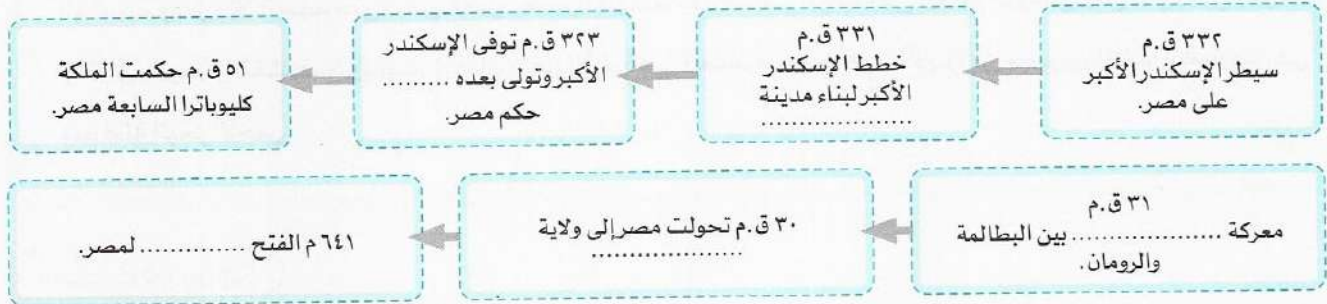 ٣٣٢ ق.م
سيطر الإسكندر الأكبر
على مصر.
٣٣١ ق.م
خطط الإسكندر
الأكبر لبناء مدينة
...................
٣٢٣ ق.م توفى الإسكندر
الأكبر وتولى بعده .........
حكم مصر.
٥١ ق.م حكمت الملكة
كليوباترا السابعة مصر.
٣١ ق.م
معركة .................... بين البطالمة
والرومان.
٣٠ ق.م تحولت مصر إلى ولاية
...................
٦٤١ م الفتح .............. لمصر.